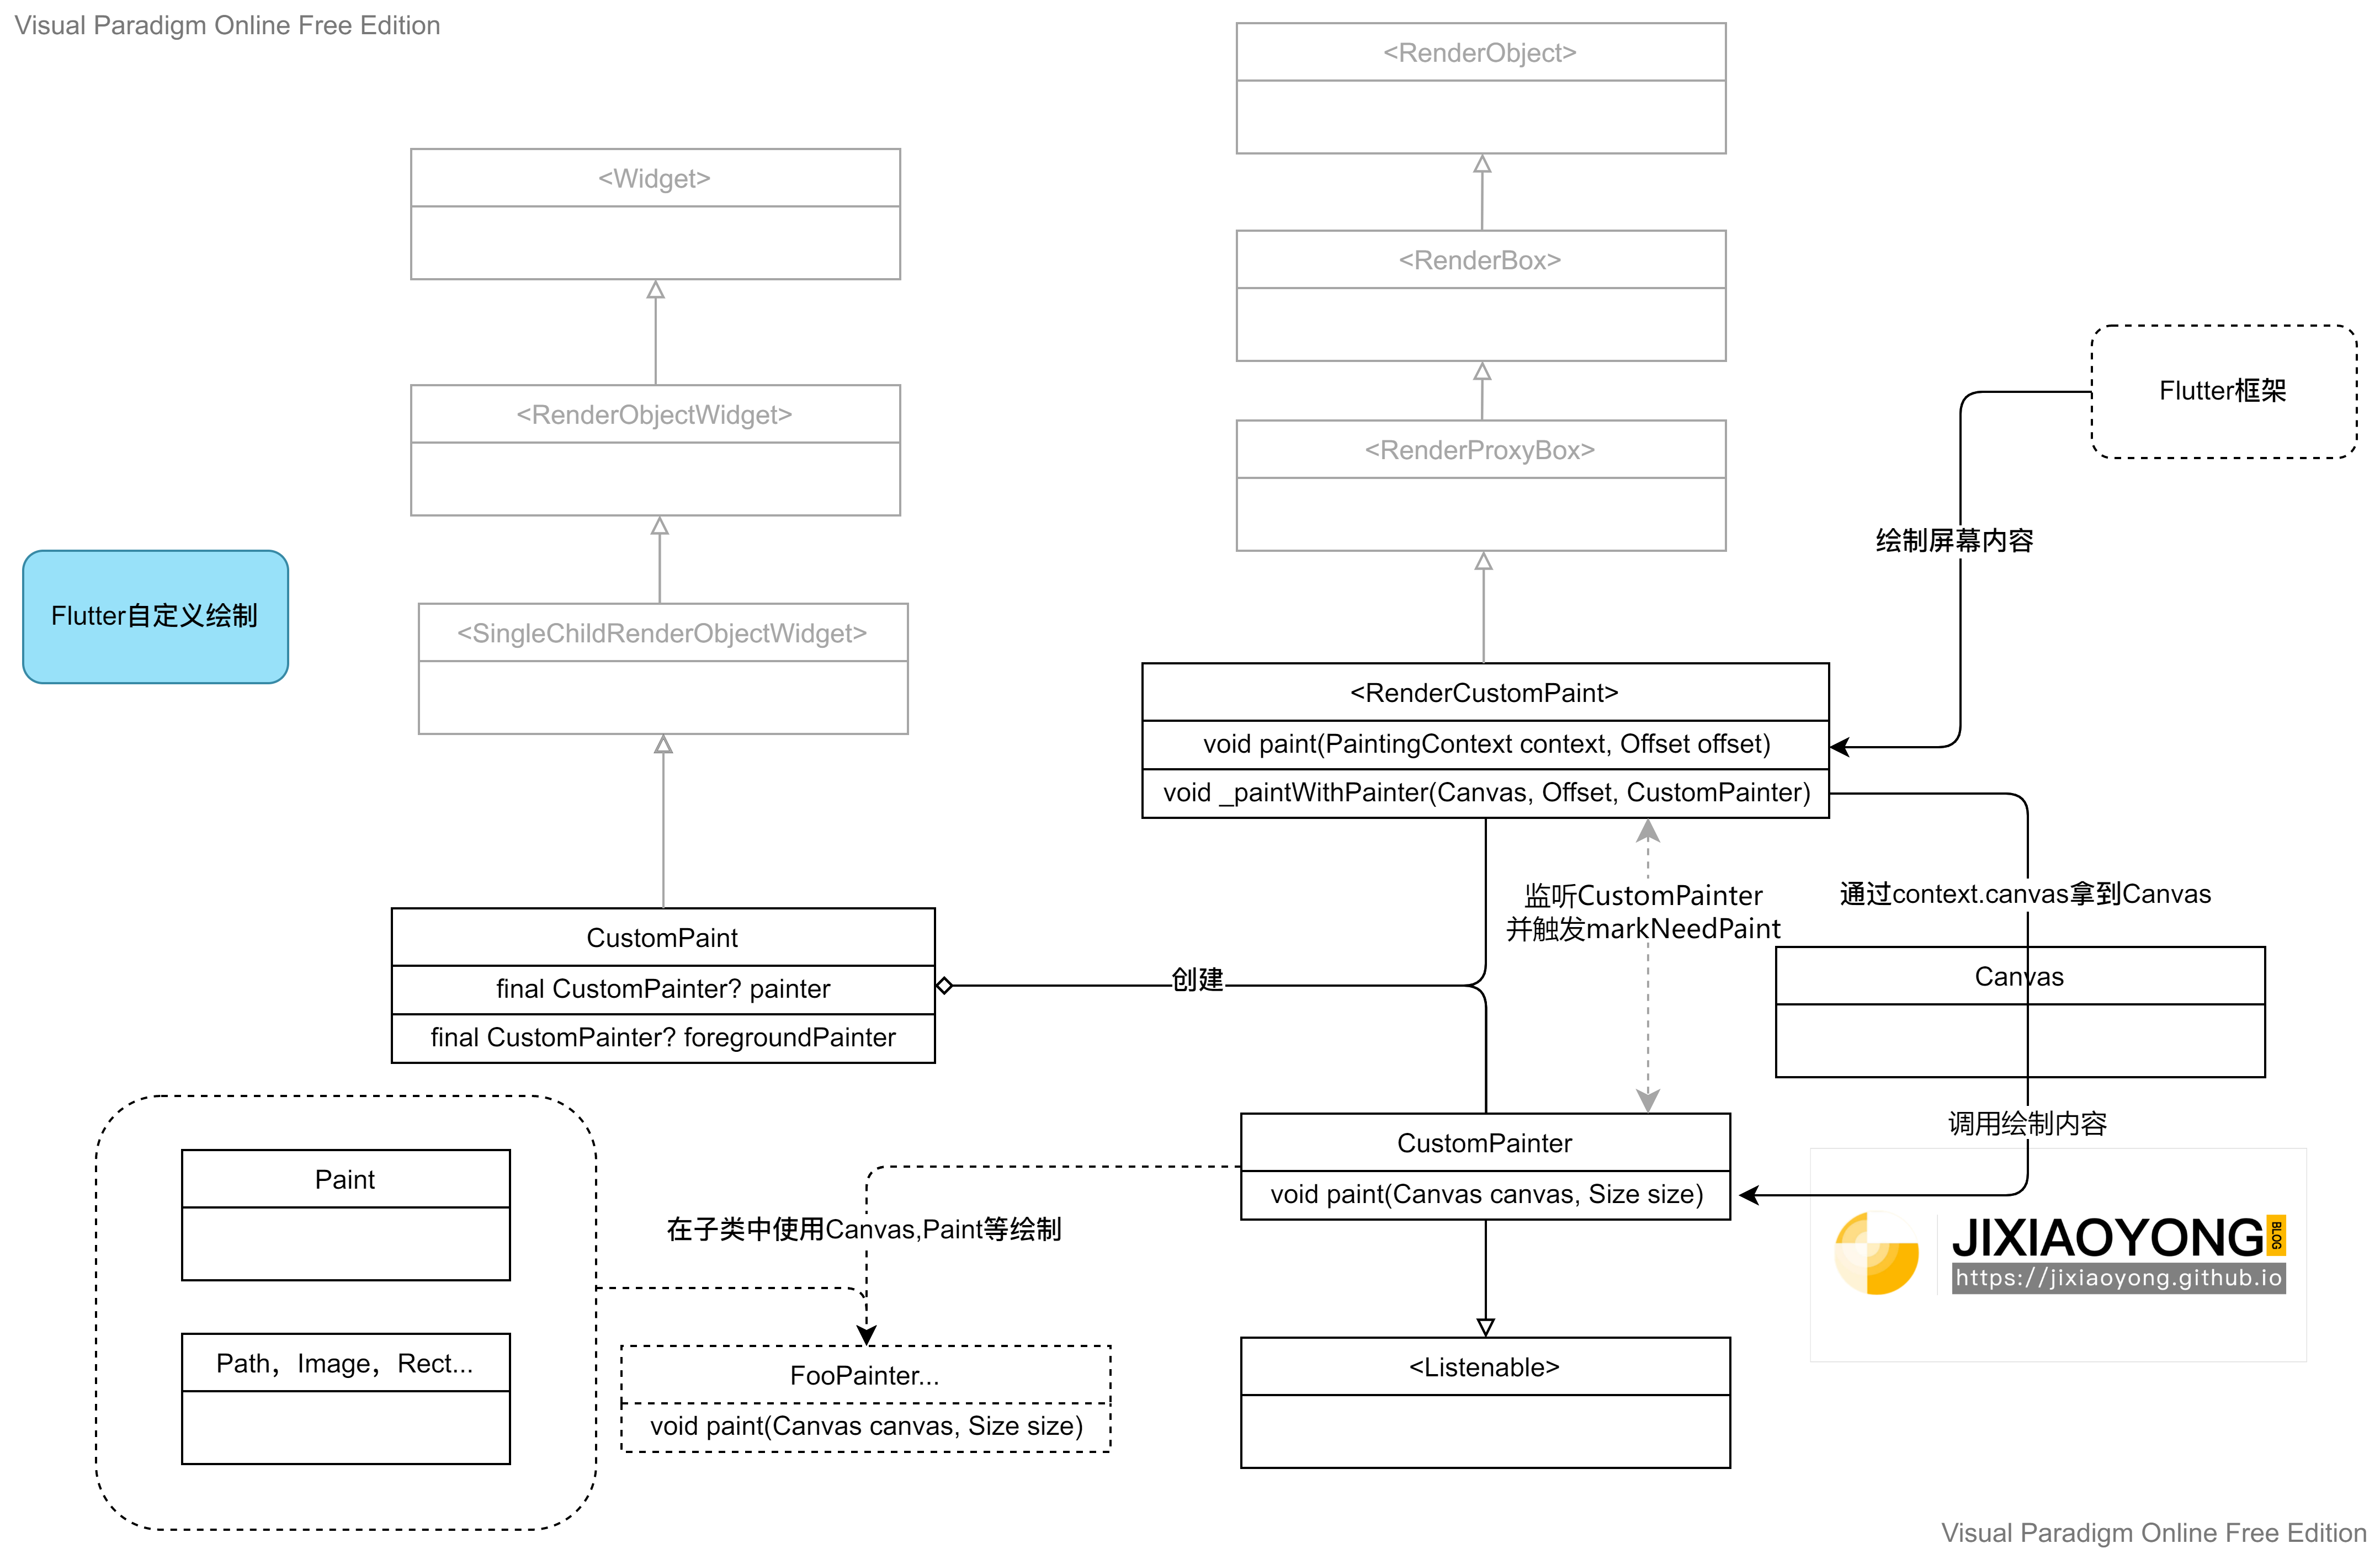 Visual Paradigm Online Free Edition
<RenderObject>
<Widget>
<RenderBox>
<RenderObjectWidget>
<RenderProxyBox>
Flutter框架
绘制屏幕内容
Flutter自定义绘制
<SingleChildRenderObjectWidget>
<RenderCustomPaint>
void paint(PaintingContext context, Offset offset)
void _paintWithPainter(Canvas, Offset, CustomPainter)
监听CustomPainter
并触发markNeedPaint
通过context.canvas拿到Canvas
CustomPaint
final CustomPainter? painter
final CustomPainter? foregroundPainter
创建
Canvas
调用绘制内容
CustomPainter
void paint(Canvas canvas, Size size)
Paint
在子类中使用Canvas,Paint等绘制
JIXIAOYONG
BLOG
https://jixiaoyong.github.io
Path，Image，Rect...
FooPainter...
void paint(Canvas canvas, Size size)
<Listenable>
Visual Paradigm Online Free Edition